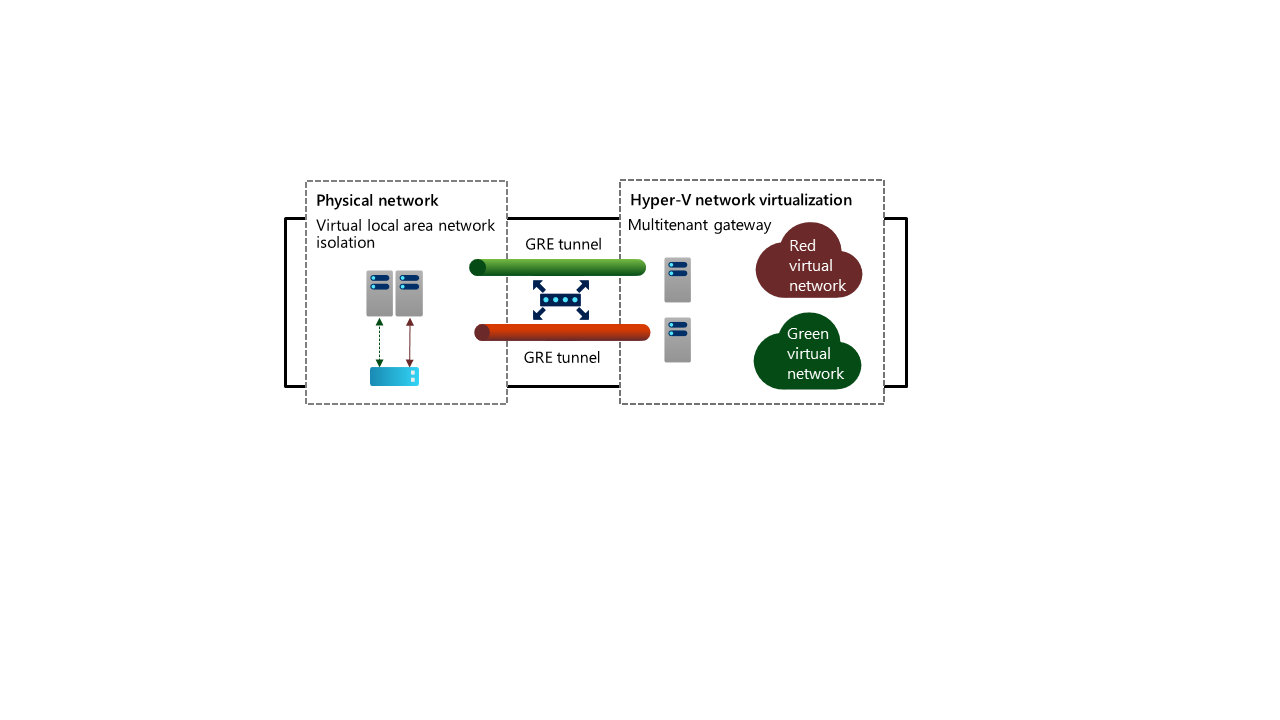 Physical network
Virtual local area network
isolation
GRE tunnel
GRE tunnel
Hyper-V network virtualization
Multitenant gateway
Red
virtual
network
Green
virtual
network